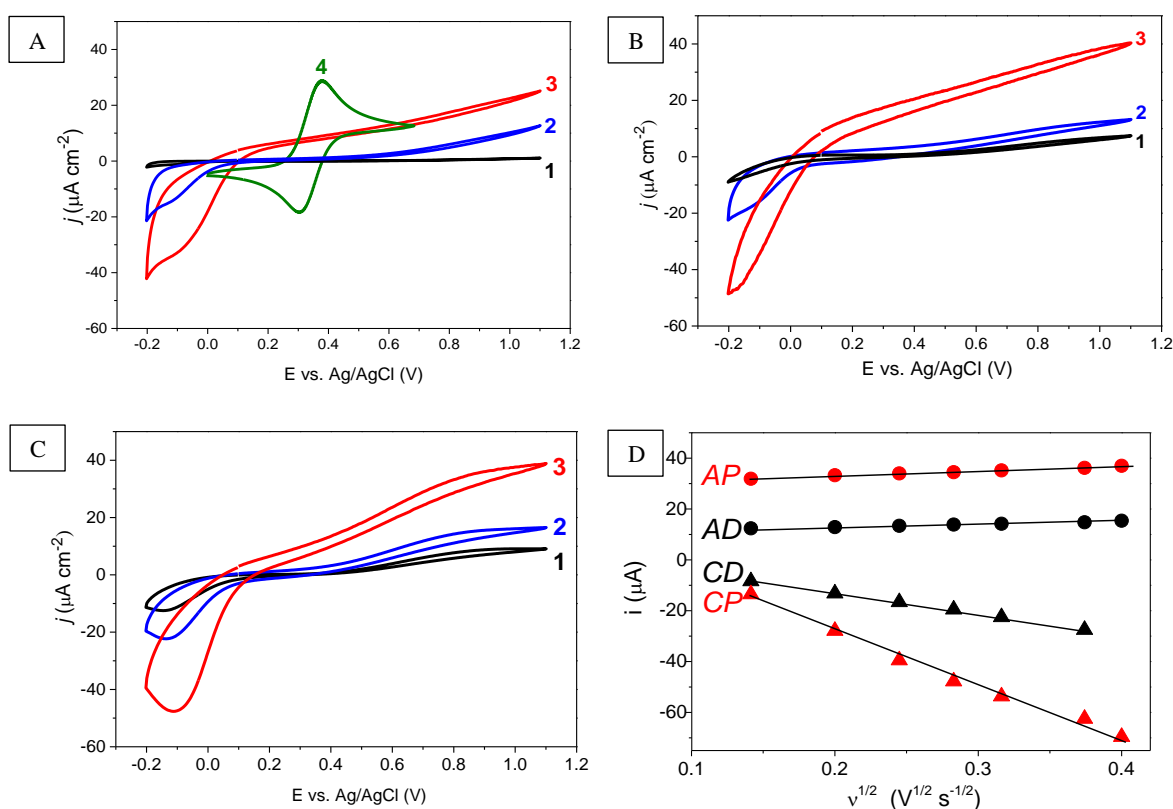 A
40
20
0
-20
-40
-60
j (µA cm⁻²)
4
3
2
1
-0.2 0.0 0.2 0.4 0.6 0.8 1.0 1.2
E vs. Ag/AgCl (V)
B
40
20
0
-20
-40
-60
j (µA cm⁻²)
3
2
1
-0.2 0.0 0.2 0.4 0.6 0.8 1.0 1.2
E vs. Ag/AgCl (V)
C
40
20
0
-20
-40
-60
j (µA cm⁻²)
3
2
1
-0.2 0.0 0.2 0.4 0.6 0.8 1.0 1.2
E vs. Ag/AgCl (V)
D
40
20
0
-20
-40
-60
i (µA)
AP
AD
CD
CP
0.1 0.2 0.3 0.4
ν^1/2 (V^1/2 s^-1/2)